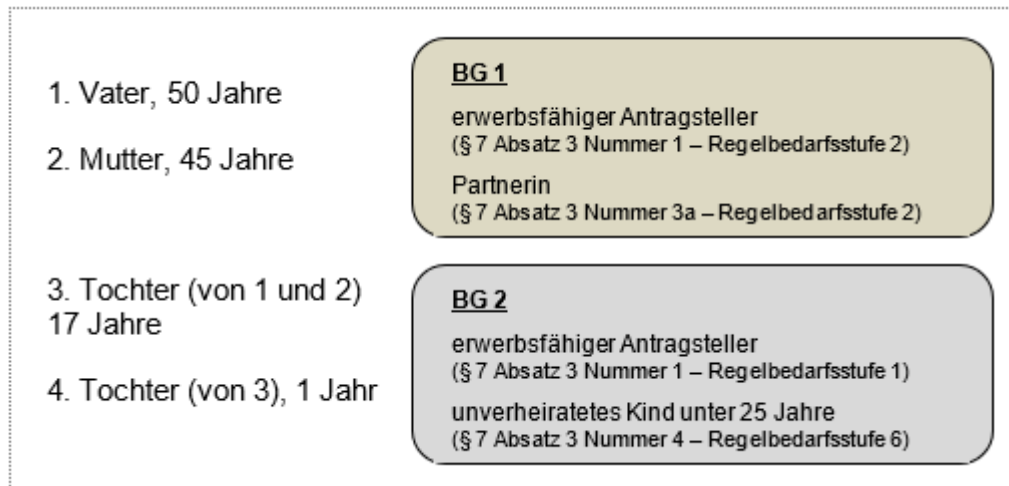 1. Vater, 50 Jahre
2. Mutter, 45 Jahre
BG 1
erwerbsfähiger Antragsteller
(§ 7 Absatz 3 Nummer 1 – Regelbedarfsstufe 2)
Partnerin
(§ 7 Absatz 3 Nummer 3a – Regelbedarfsstufe 2)
3. Tochter (von 1 und 2)
17 Jahre
4. Tochter (von 3), 1 Jahr
BG 2
erwerbsfähiger Antragsteller
(§ 7 Absatz 3 Nummer 1 – Regelbedarfsstufe 1)
unverheiratetes Kind unter 25 Jahre
(§ 7 Absatz 3 Nummer 4 – Regelbedarfsstufe 6)